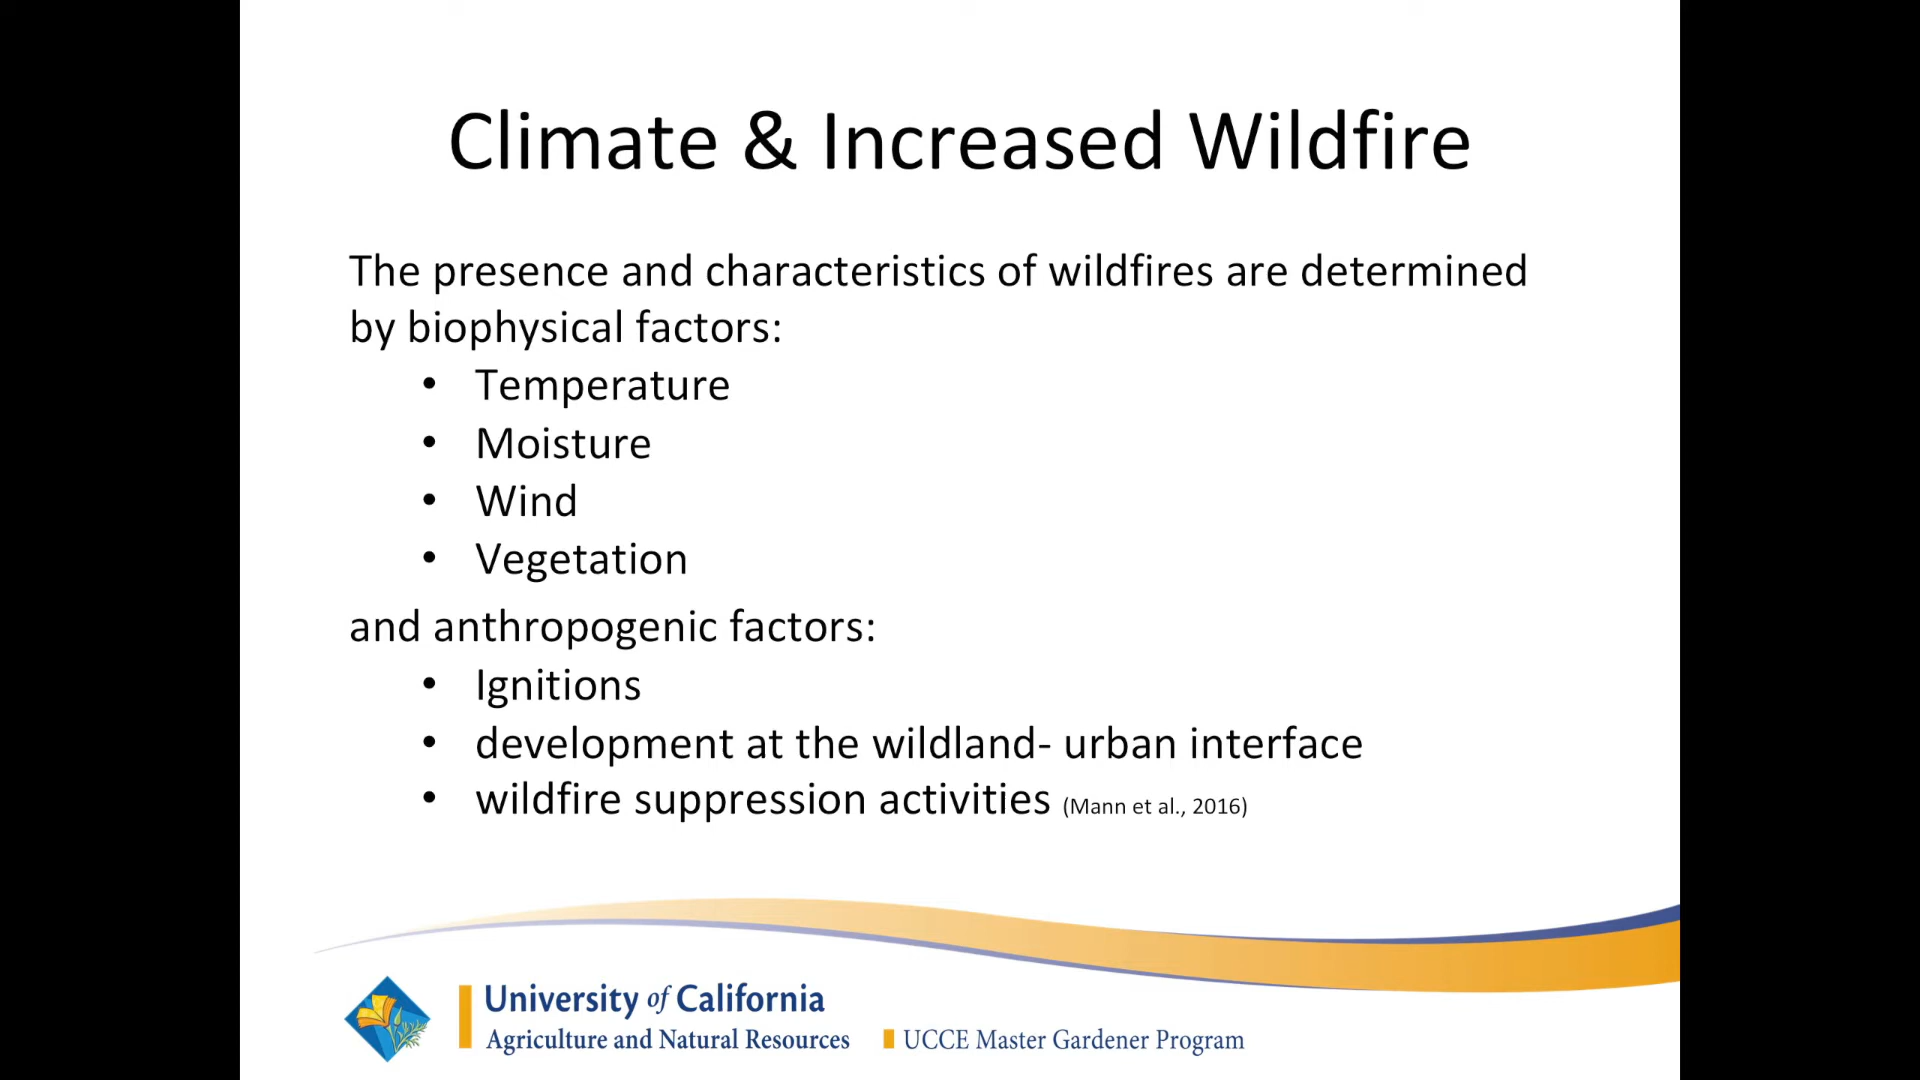 Climate & Increased Wildfire
The presence and characteristics of wildfires are determined
by biophysical factors:
• Temperature
• Moisture
• Wind
• Vegetation
and anthropogenic factors:
• Ignitions
• development at the wildland- urban interface
• wildfire suppression activities (Mann et al., 2016)
University of California
Agriculture and Natural Resources UCCE Master Gardener Program